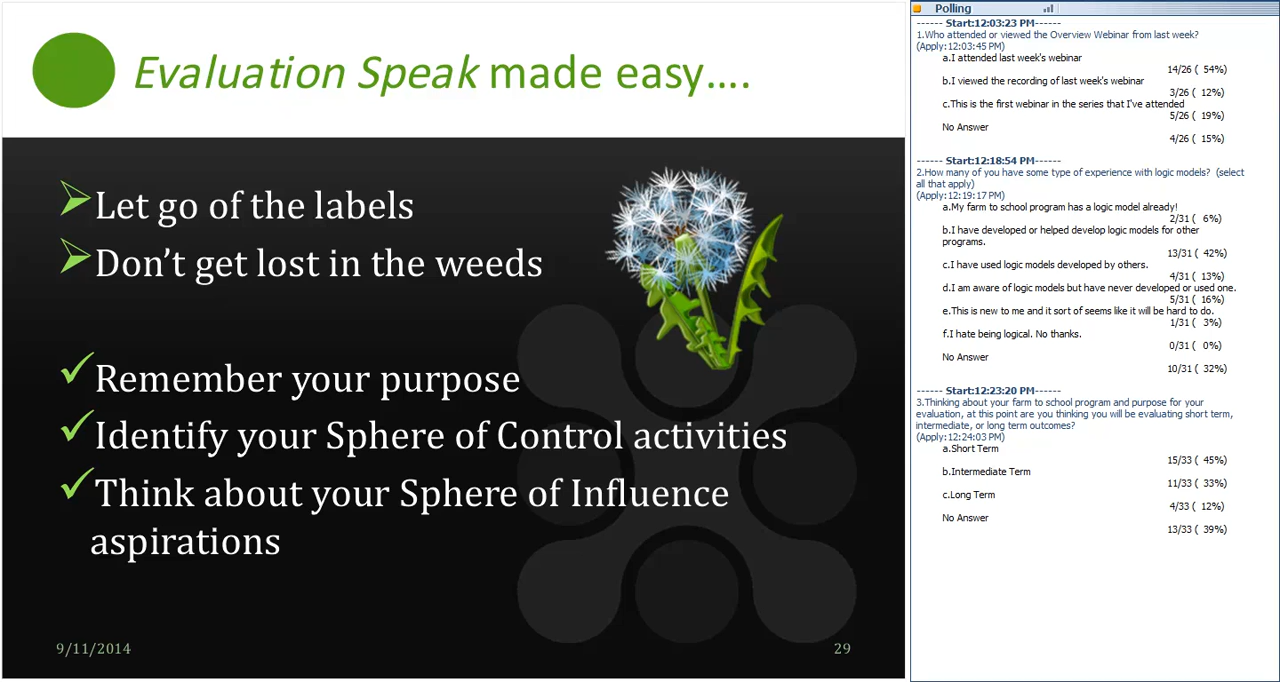 Evaluation Speak made easy....
Let go of the labels
Don't get lost in the weeds
Remember your purpose
Identify your Sphere of Control activities
Think about your Sphere of Influence
aspirations
9/11/2014
29
Polling
------ Start:12:03:23 PM------
1.Who attended or viewed the Overview Webinar from last week?
(Apply:12:03:45 PM)
a.I attended last week's webinar
14/26 ( 54%)
b.I viewed the recording of last week's webinar
3/26 ( 12%)
c.This is the first webinar in the series that I've attended
5/26 ( 19%)
No Answer
4/26 ( 15%)
------ Start:12:18:54 PM------
2.How many of you have some type of experience with logic models? (select
all that apply)
(Apply:12:19:17 PM)
a.My farm to school program has a logic model already!
2/31 ( 6%)
b.I have developed or helped develop logic models for other
programs.
13/31 ( 42%)
c.I have used logic models developed by others.
4/31 ( 13%)
d.I am aware of logic models but have never developed or used one.
5/31 ( 16%)
e.This is new to me and it sort of seems like it will be hard to do.
1/31 ( 3%)
f.I hate being logical. No thanks.
0/31 ( 0%)
No Answer
10/31 ( 32%)
------ Start:12:23:20 PM------
3.Thinking about your farm to school program and purpose for your
evaluation, at this point are you thinking you will be evaluating short term,
intermediate, or long term outcomes?
(Apply:12:24:03 PM)
a.Short Term
15/33 ( 45%)
b.Intermediate Term
11/33 ( 33%)
c.Long Term
4/33 ( 12%)
No Answer
13/33 ( 39%)